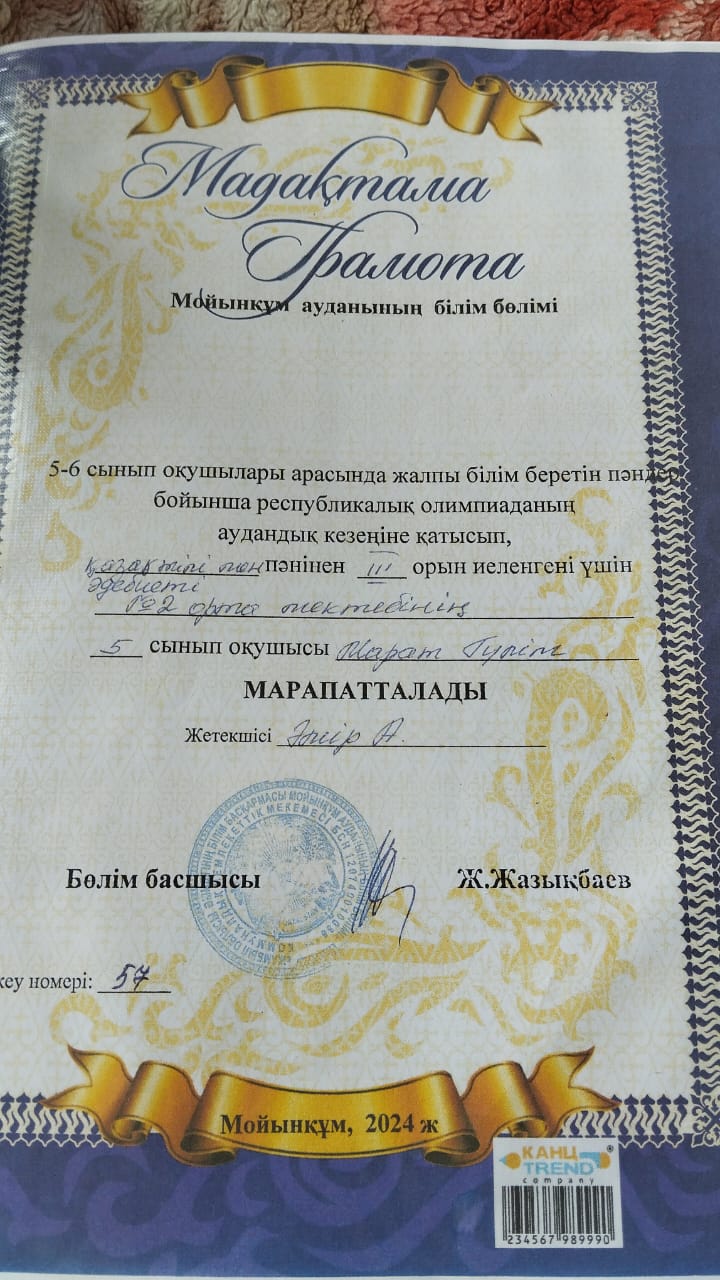 Мадақтама
Грамота
Мойынқұм ауданының білім бөлімі
5-6 сынып оқушылары арасында жалпы білім беретін пәндер
бойынша республикалық олимпиаданың
аудандық кезеңіне қатысып,
қазақ тілі мен пәнінен III орын иеленгені үшін
әдебиеті
№2 орта мектебінің
5 сынып оқушысы Марат
МАРАПАТТАЛАДЫ
Жетекшісі Әмір А.
Бөлім басшысы Ж.Жазықбаев
кеу номері: 57
Мойынқұм, 2024 ж
КАНЦ
TREND
company
234567 989990